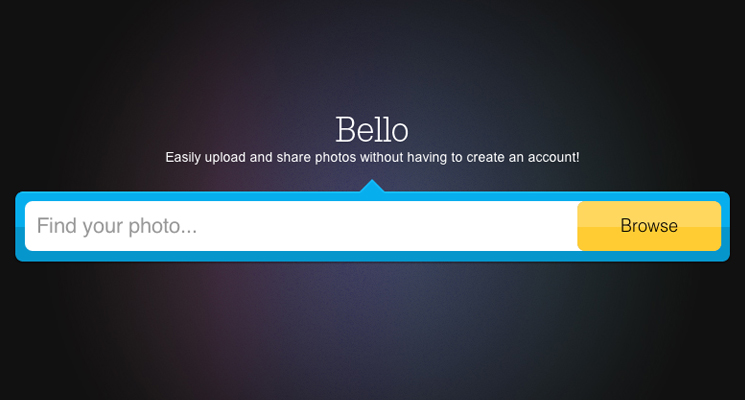 Bello
Easily upload and share photos without having to create an account!
Find your photo...
Browse